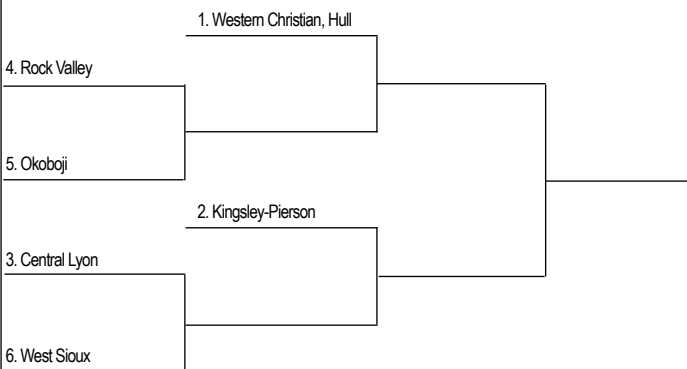 1. Western Christian, Hull
4. Rock Valley
5. Okoboji
2. Kingsley-Pierson
3. Central Lyon
6. West Sioux